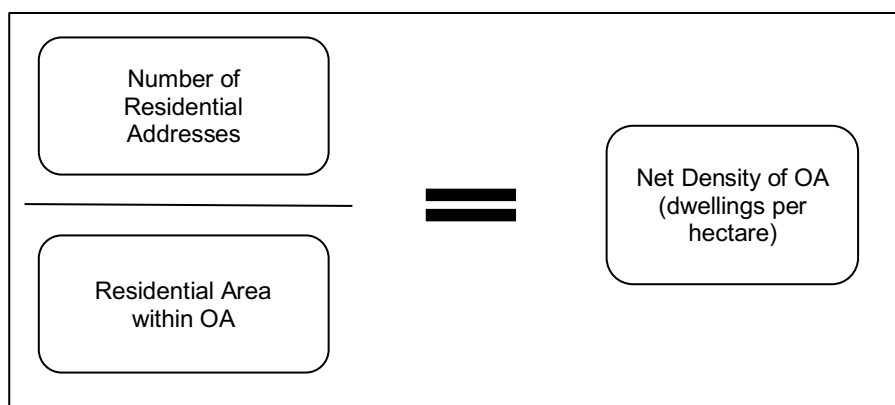 Number of
Residential
Addresses
Residential Area
within OA
Net Density of OA
(dwellings per
hectare)